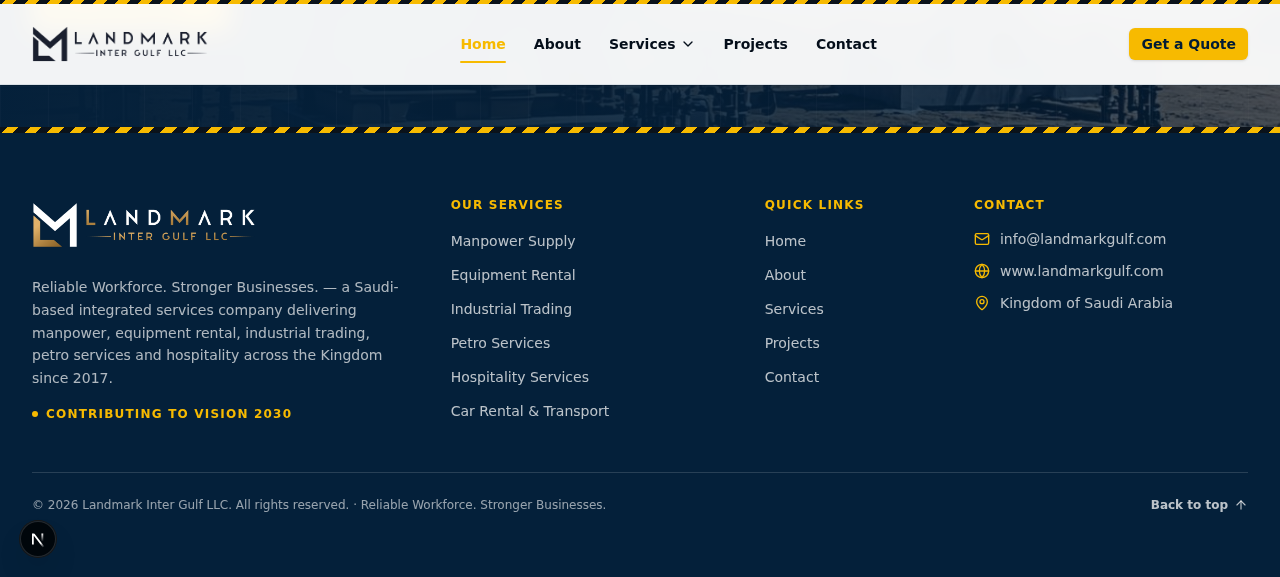 LANDMARK
INTER GULF LLC
Home
About
Services
Projects
Contact
Get a Quote
LANDMARK
INTER GULF LLC
Reliable Workforce. Stronger Businesses. — a Saudi-
based integrated services company delivering
manpower, equipment rental, industrial trading,
petro services and hospitality across the Kingdom
since 2017.
CONTRIBUTING TO VISION 2030
OUR SERVICES
Manpower Supply
Equipment Rental
Industrial Trading
Petro Services
Hospitality Services
Car Rental & Transport
QUICK LINKS
Home
About
Services
Projects
Contact
CONTACT
info@landmarkgulf.com
www.landmarkgulf.com
Kingdom of Saudi Arabia
© 2026 Landmark Inter Gulf LLC. All rights reserved. · Reliable Workforce. Stronger Businesses.
Back to top
N